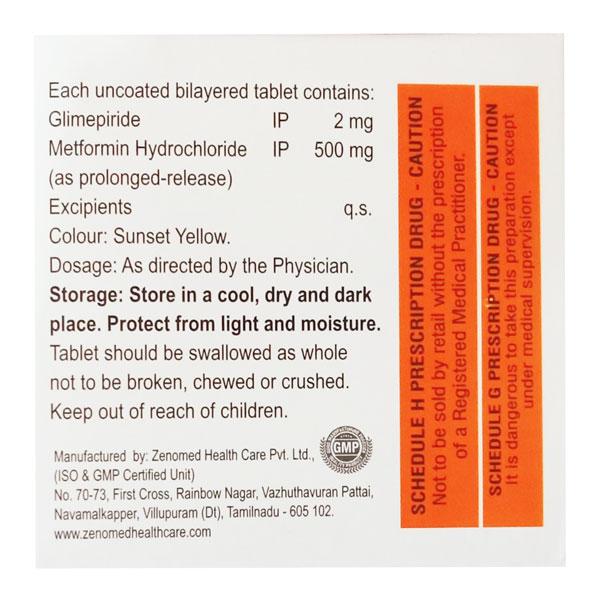 Each uncoated bilayered tablet contains:
Glimepiride IP 2 mg
Metformin Hydrochloride IP 500 mg
(as prolonged-release)
Excipients q.s.
Colour: Sunset Yellow.
Dosage: As directed by the Physician.
Storage: Store in a cool, dry and dark
place. Protect from light and moisture.
Tablet should be swallowed as whole
not to be broken, chewed or crushed.
Keep out of reach of children.
Manufactured by: Zenomed Health Care Pvt. Ltd.,
(ISO & GMP Certified Unit)
No. 70-73, First Cross, Rainbow Nagar, Vazhuthavuran Pattai,
Navamalkapper, Villupuram (Dt), Tamilnadu - 605 102.
www.zenomedhealthcare.com
GMP
SCHEDULE H PRESCRIPTION DRUG - CAUTION
Not to be sold by retail without the prescription
of a Registered Medical Practitioner.
SCHEDULE G PRESCRIPTION DRUG - CAUTION
It is dangerous to take this preparation except
under medical supervision.